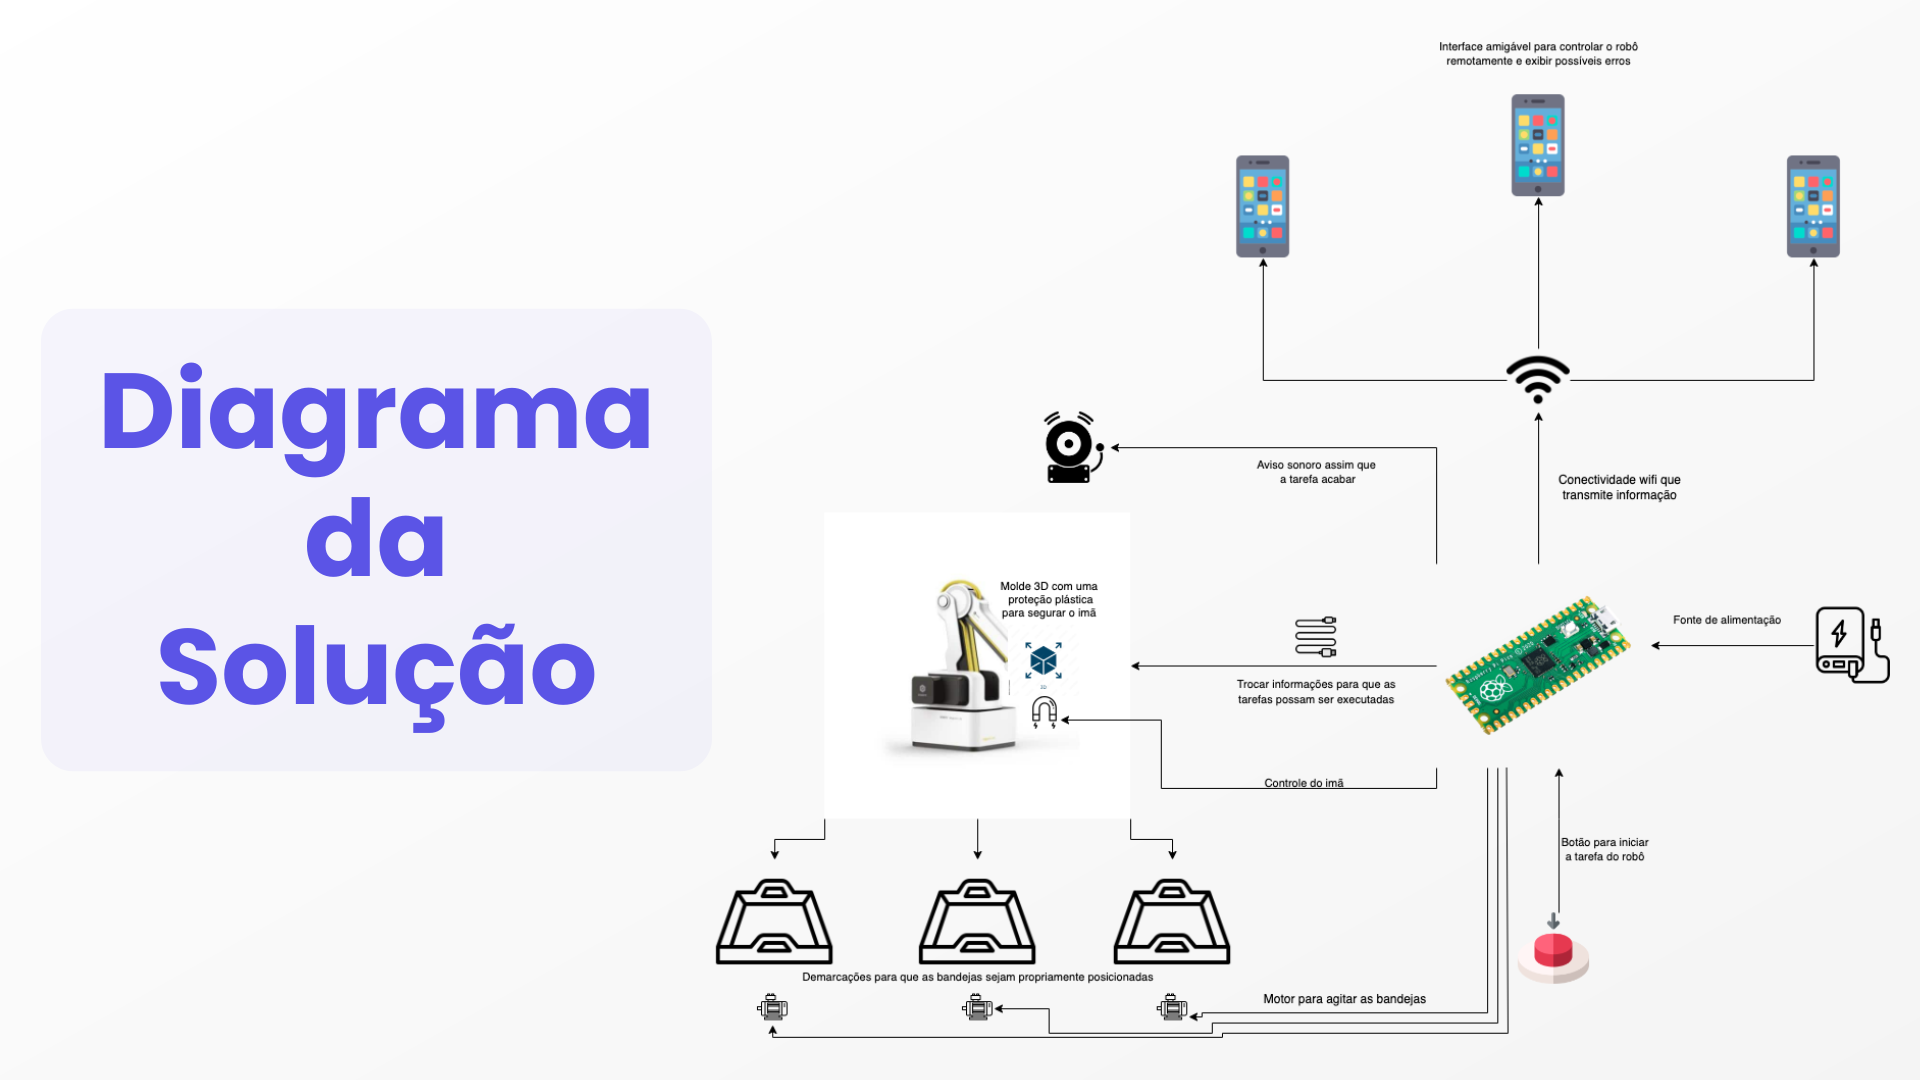 Diagrama
da
Solução
Interface amigável para controlar o robô
remotamente e exibir possíveis erros
Aviso sonoro assim que
a tarefa acabar
Conectividade wifi que
transmite informação
Molde 3D com uma
proteção plástica
para segurar o imã
3D
Trocar informações para que as
tarefas possam ser executadas
Fonte de alimentação
Controle do imã
Botão para iniciar
a tarefa do robô
Demarcações para que as bandejas sejam propriamente posicionadas
Motor para agitar as bandejas